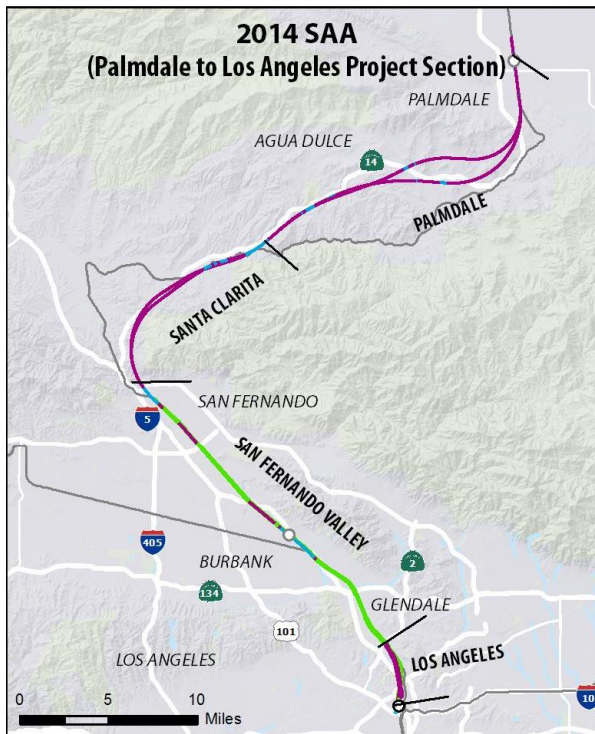 2014 SAA
(Palmdale to Los Angeles Project Section)
PALMDALE
AGUA DULCE
14
PALMDALE
SANTA CLARITA
SAN FERNANDO
5
SAN FERNANDO VALLEY
405
BURBANK
2
134
GLENDALE
101
LOS ANGELES
LOS ANGELES
10
0 5 10
Miles